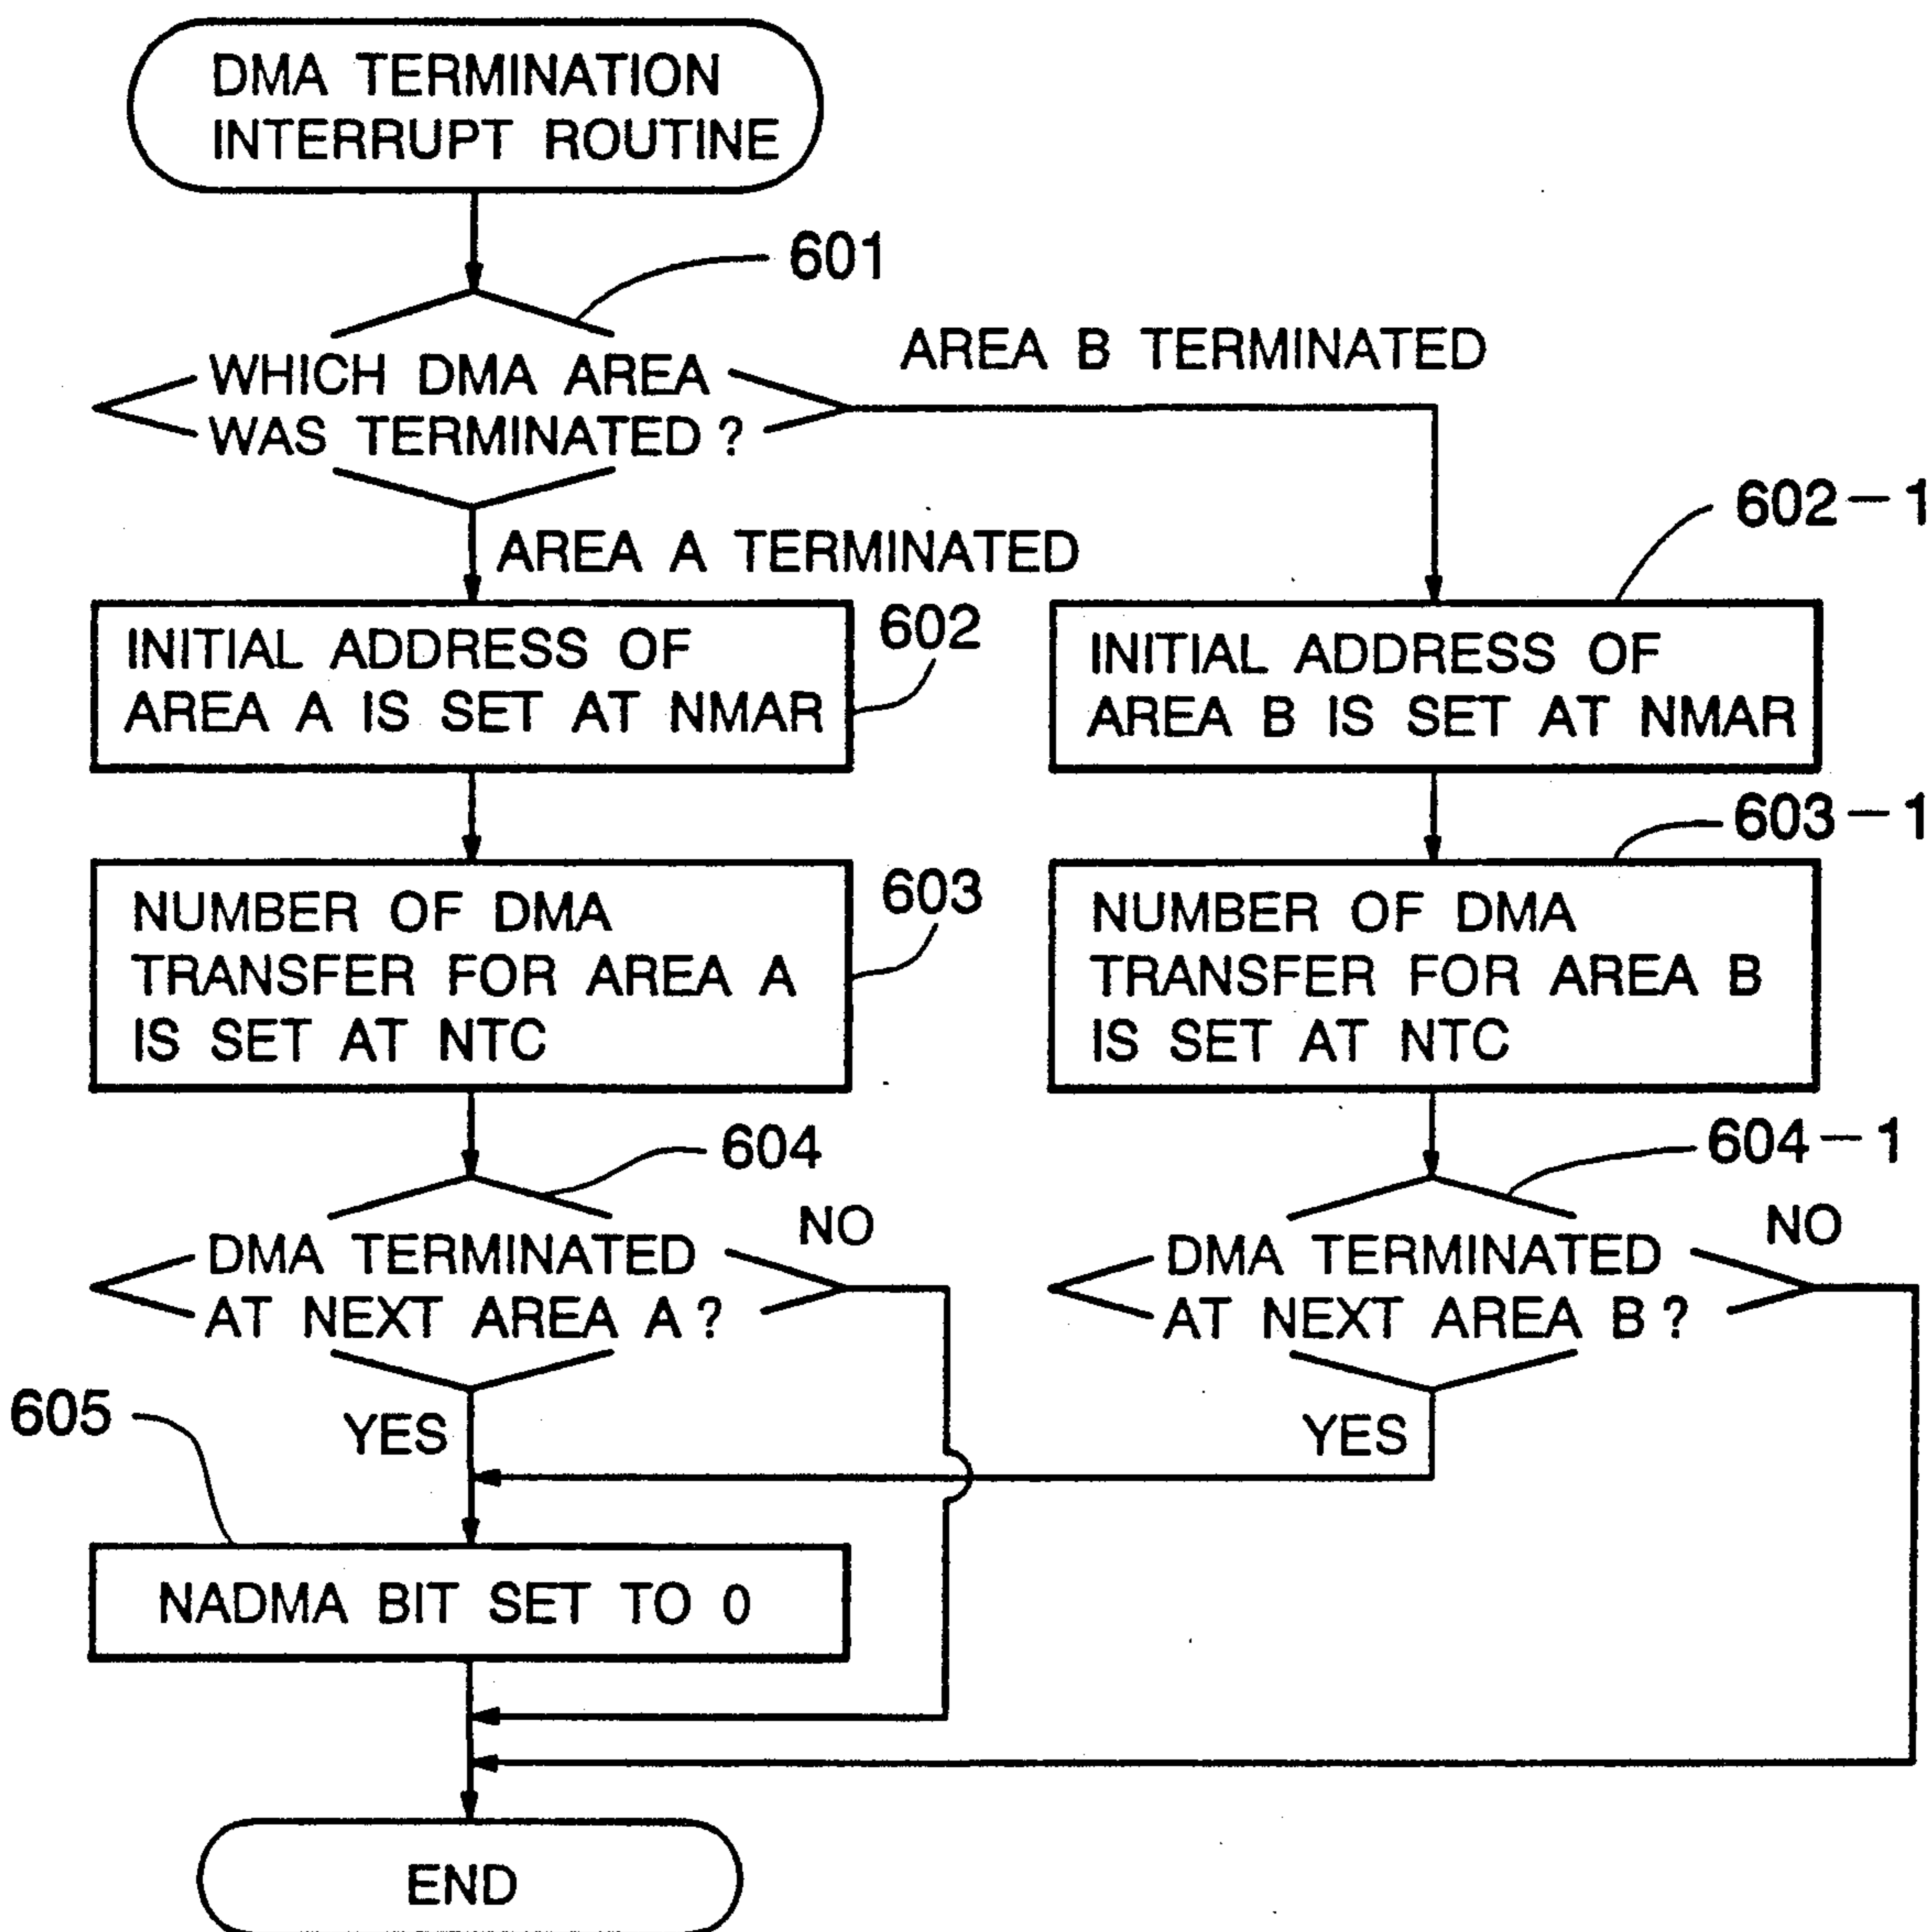 DMA TERMINATION
INTERRUPT ROUTINE
601
WHICH DMA AREA
WAS TERMINATED ?
AREA B TERMINATED
AREA A TERMINATED
602-1
INITIAL ADDRESS OF
AREA A IS SET AT NMAR
602
INITIAL ADDRESS OF
AREA B IS SET AT NMAR
603-1
NUMBER OF DMA
TRANSFER FOR AREA A
IS SET AT NTC
603
NUMBER OF DMA
TRANSFER FOR AREA B
IS SET AT NTC
604
DMA TERMINATED
AT NEXT AREA A ?
NO
YES
604-1
DMA TERMINATED
AT NEXT AREA B ?
NO
YES
605
NADMA BIT SET TO 0
END